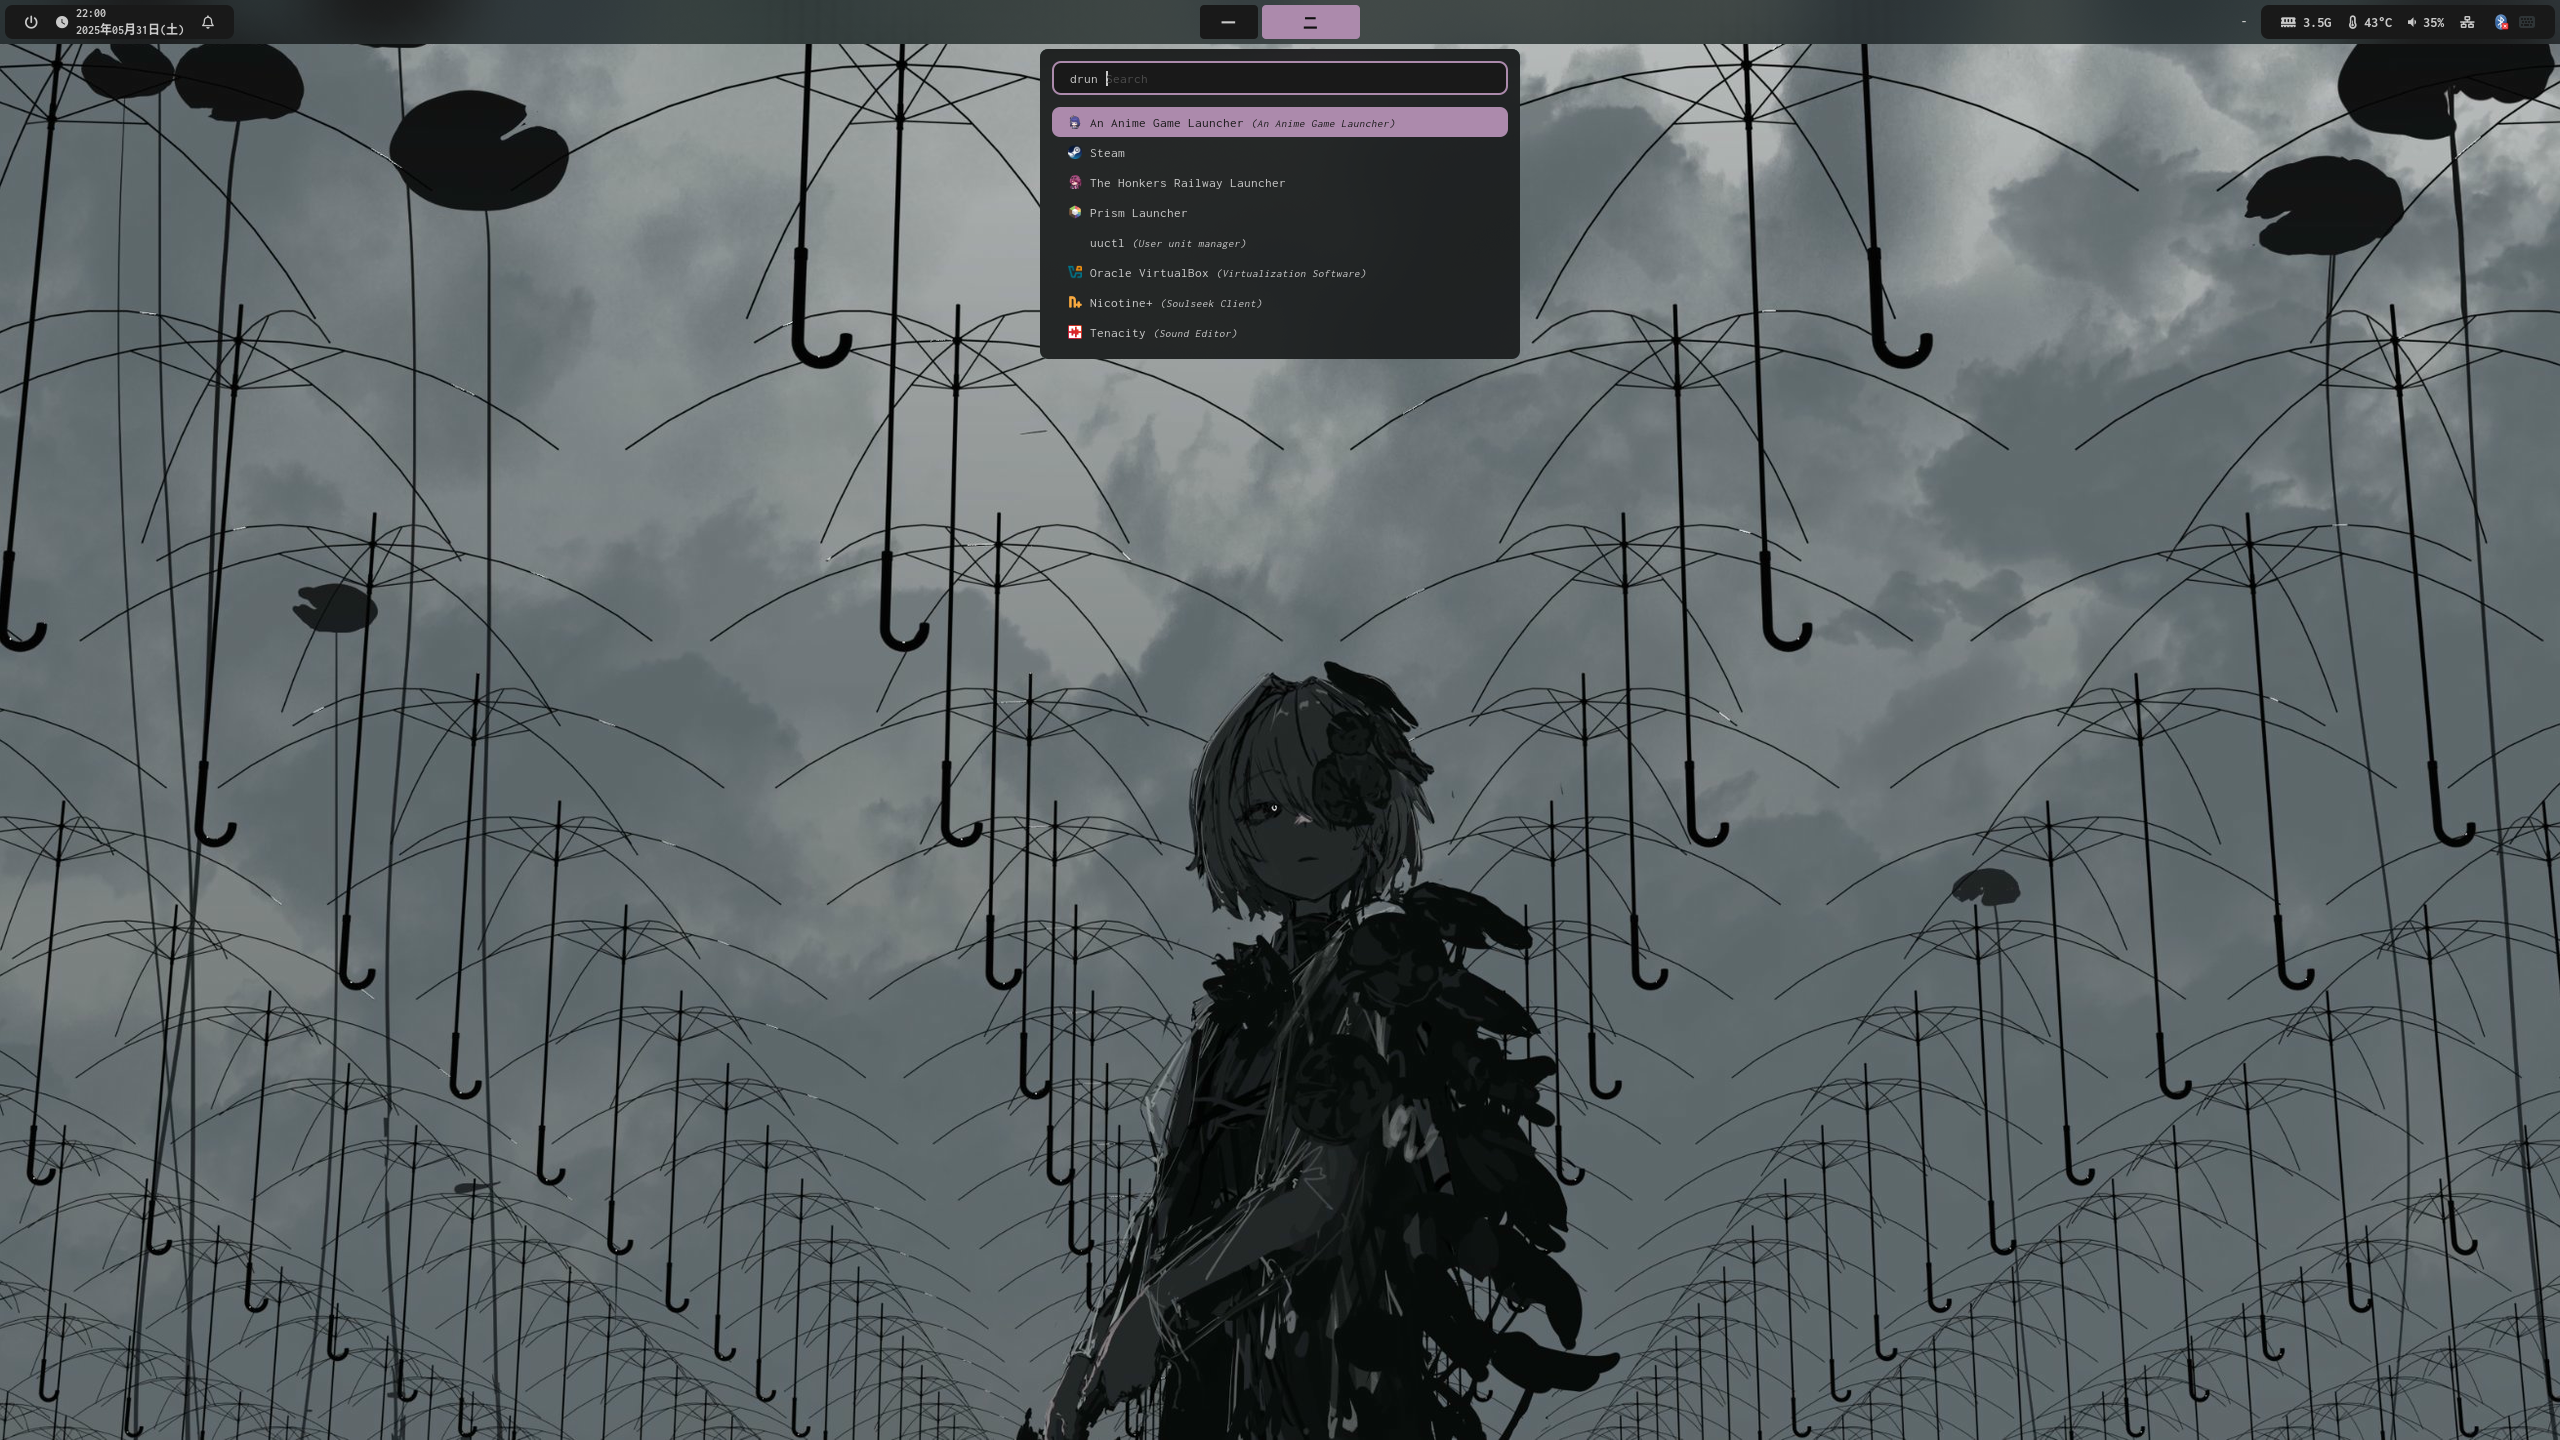 22:00
2025年05月31日(土)
一
二
-
3.5G
43°C
35%
drun Search
An Anime Game Launcher (An Anime Game Launcher)
Steam
The Honkers Railway Launcher
Prism Launcher
uuctl (User unit manager)
Oracle VirtualBox (Virtualization Software)
Nicotine+ (Soulseek Client)
Tenacity (Sound Editor)